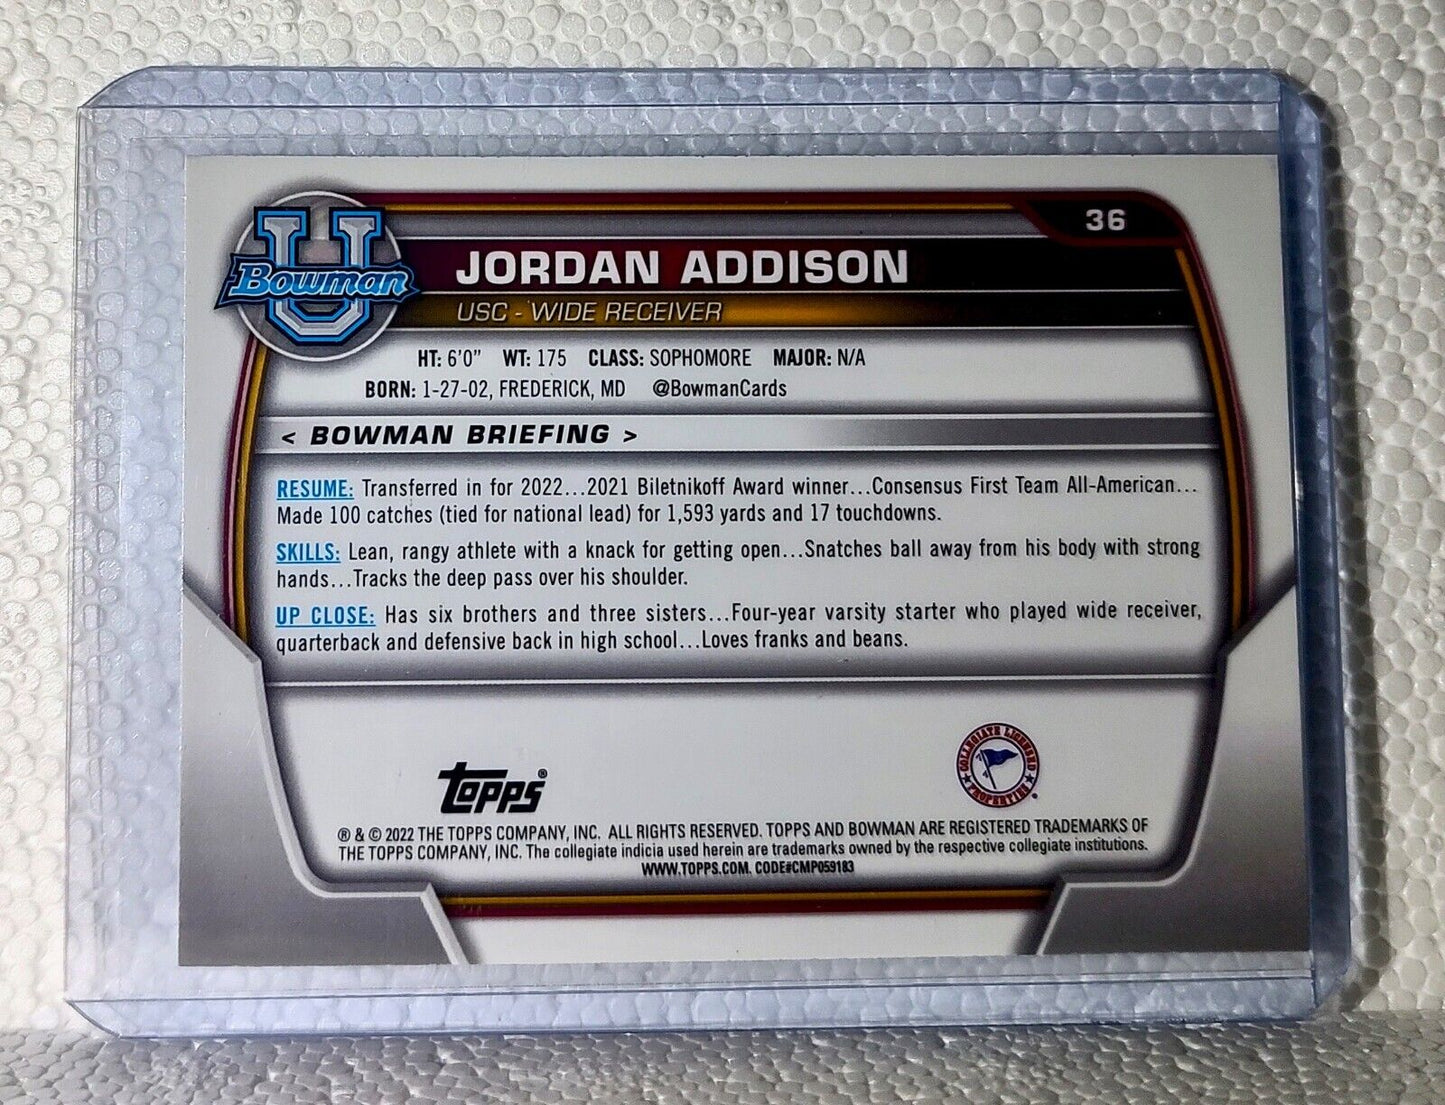 36
U
Bowman
JORDAN ADDISON
USC - WIDE RECEIVER
HT: 6'0" WT: 175 CLASS: SOPHOMORE MAJOR: N/A
BORN: 1-27-02, FREDERICK, MD @BowmanCards
< BOWMAN BRIEFING >
RESUME: Transferred in for 2022...2021 Biletnikoff Award winner...Consensus First Team All-American...
Made 100 catches (tied for national lead) for 1,593 yards and 17 touchdowns.
SKILLS: Lean, rangy athlete with a knack for getting open...Snatches ball away from his body with strong
hands...Tracks the deep pass over his shoulder.
UP CLOSE: Has six brothers and three sisters...Four-year varsity starter who played wide receiver,
quarterback and defensive back in high school...Loves franks and beans.
Topps®
COLLEGIATE LICENSED
PROPERTIES
® & © 2022 THE TOPPS COMPANY, INC. ALL RIGHTS RESERVED. TOPPS AND BOWMAN ARE REGISTERED TRADEMARKS OF
THE TOPPS COMPANY, INC. The collegiate indicia used herein are trademarks owned by the respective collegiate institutions.
WWW.TOPPS.COM. CODE#CMP059183